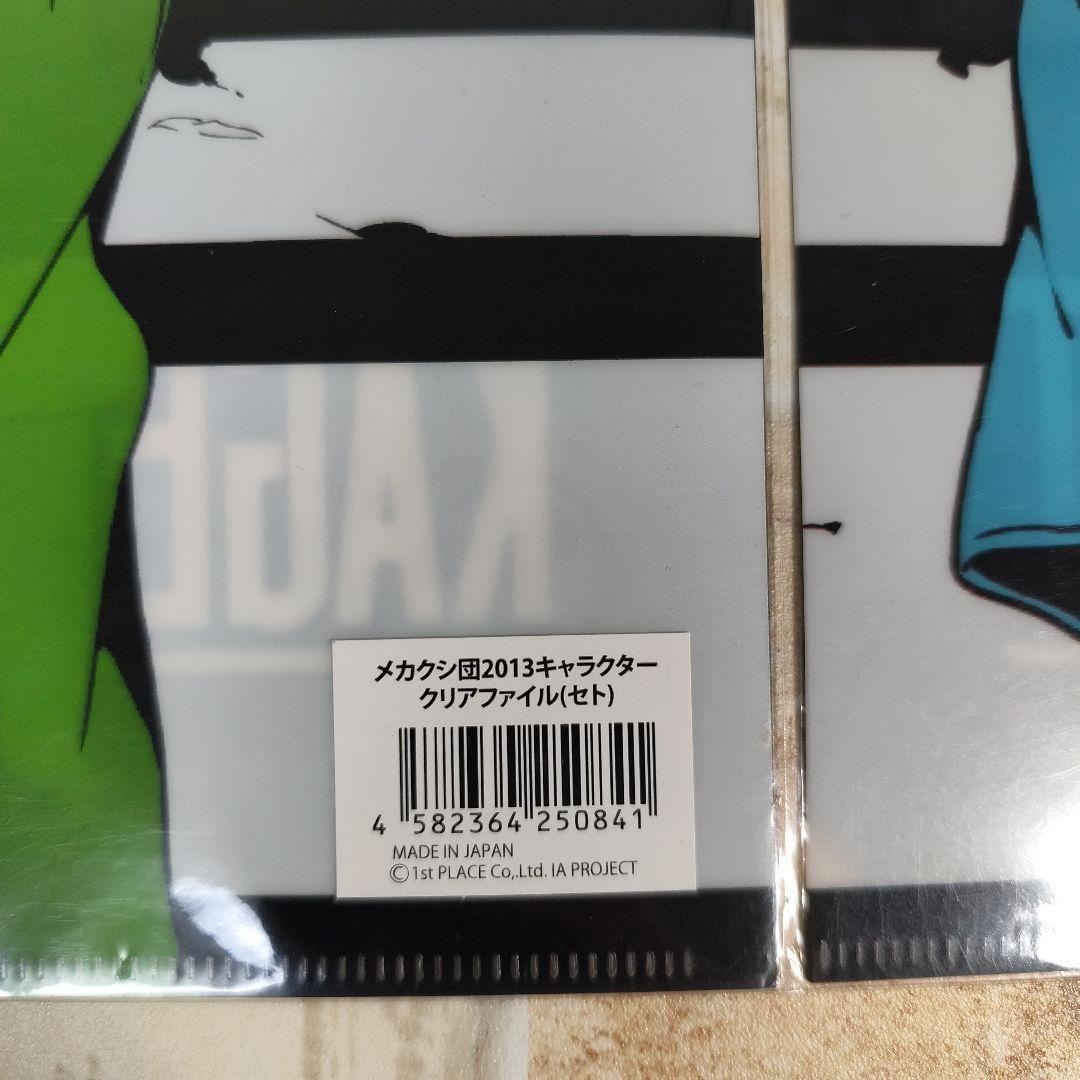 KAGE
メカクシ団2013キャラクター
クリアファイル(セト)
4 582364 250841
MADE IN JAPAN
©1st PLACE Co,.Ltd. IA PROJECT